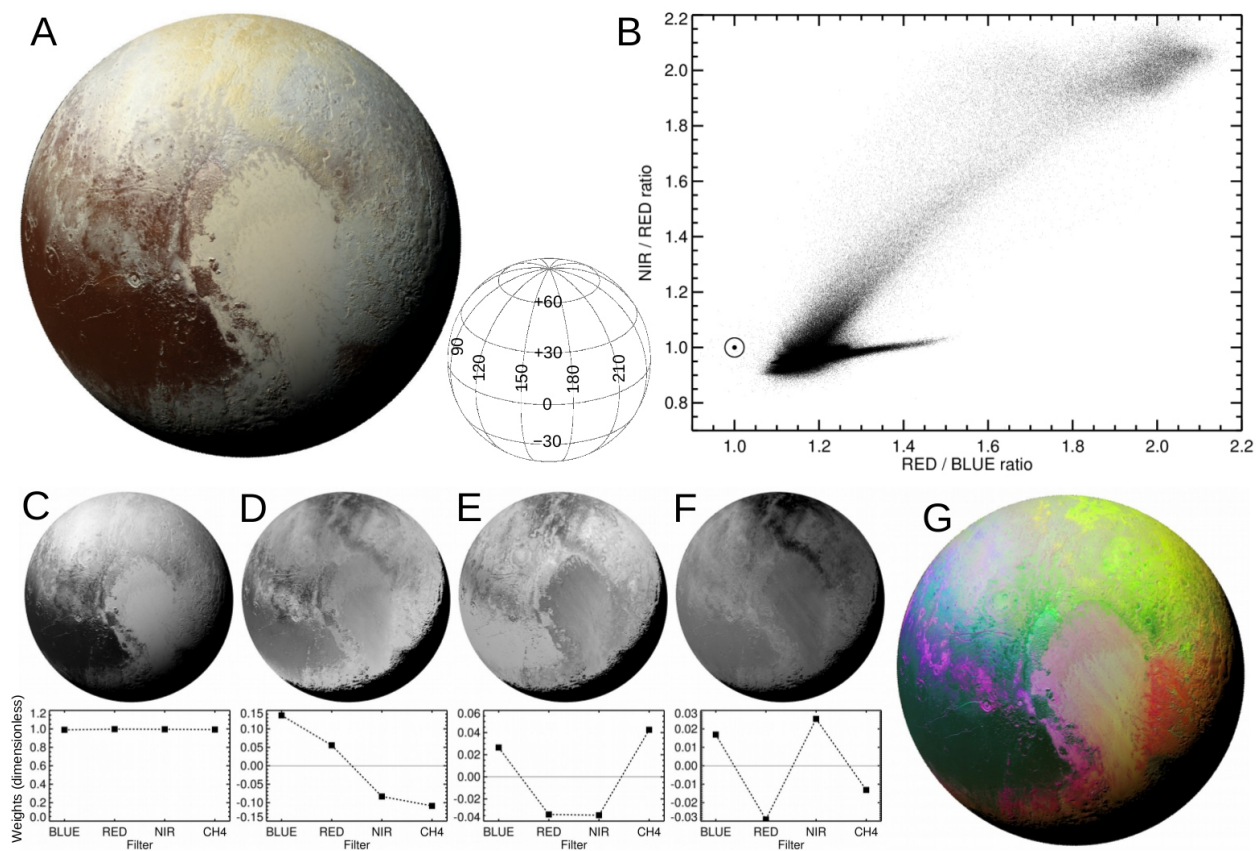 A
B
+60
+30
0
−30
90
120
150
180
210
2.2
2.0
1.8
1.6
1.4
1.2
1.0
0.8
NIR / RED ratio
1.0 1.2 1.4 1.6 1.8 2.0 2.2
RED / BLUE ratio
C
D
E
F
G
Weights (dimensionless)
1.2
1.0
0.8
0.6
0.4
0.2
0.0
BLUE RED NIR CH4
Filter
0.15
0.10
0.05
0.00
-0.05
-0.10
-0.15
BLUE RED NIR CH4
Filter
0.06
0.04
0.02
0.00
-0.02
-0.04
BLUE RED NIR CH4
Filter
0.03
0.02
0.01
0.00
-0.01
-0.02
-0.03
BLUE RED NIR CH4
Filter